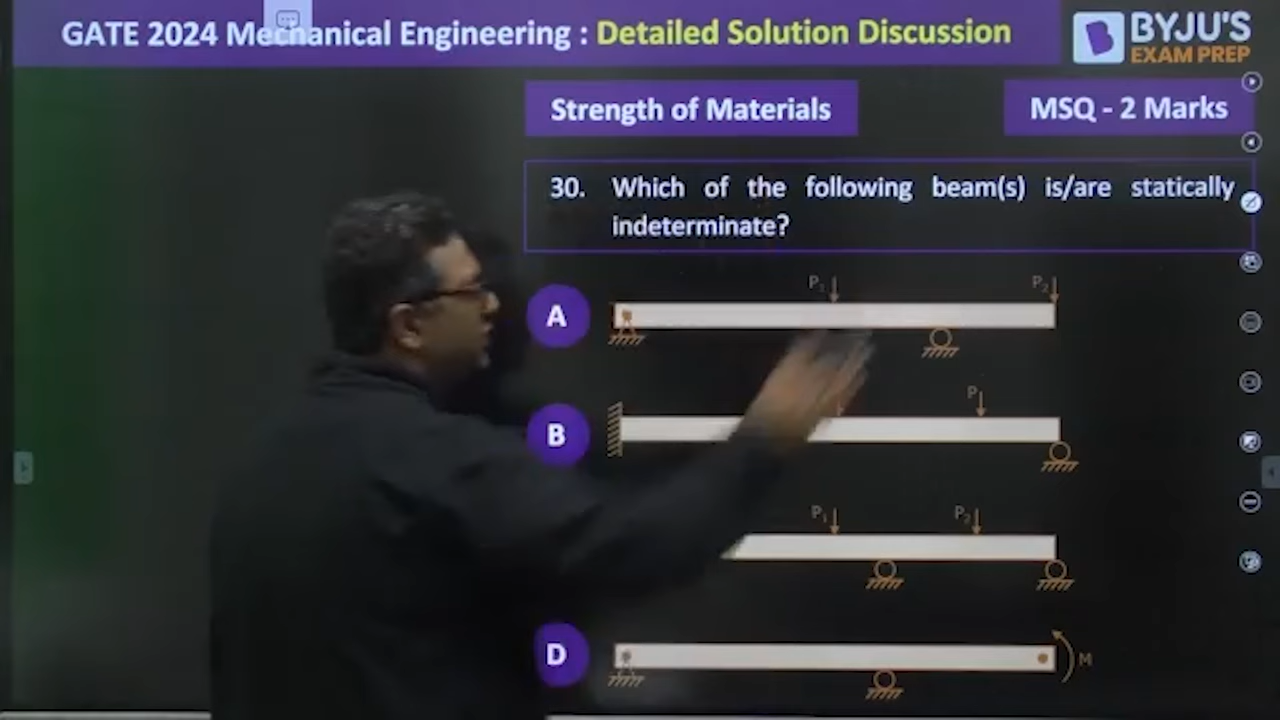 GATE 2024 Mechanical Engineering : Detailed Solution Discussion
BYJU'S
EXAM PREP
Strength of Materials
MSQ - 2 Marks
30. Which of the following beam(s) is/are statically
indeterminate?
A
P₁
P₂
B
P
P₁
P₂
D
M